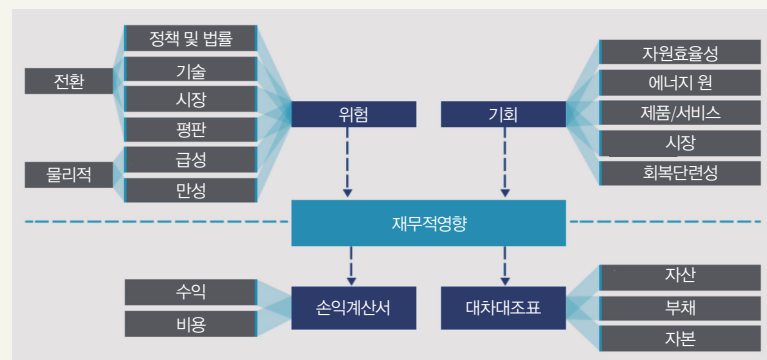 전환
물리적
정책 및 법률
기술
시장
평판
급성
만성
위험
기회
자원효율성
에너지 원
제품/서비스
시장
회복단련성
재무적영향
수익
비용
손익계산서
대차대조표
자산
부채
자본